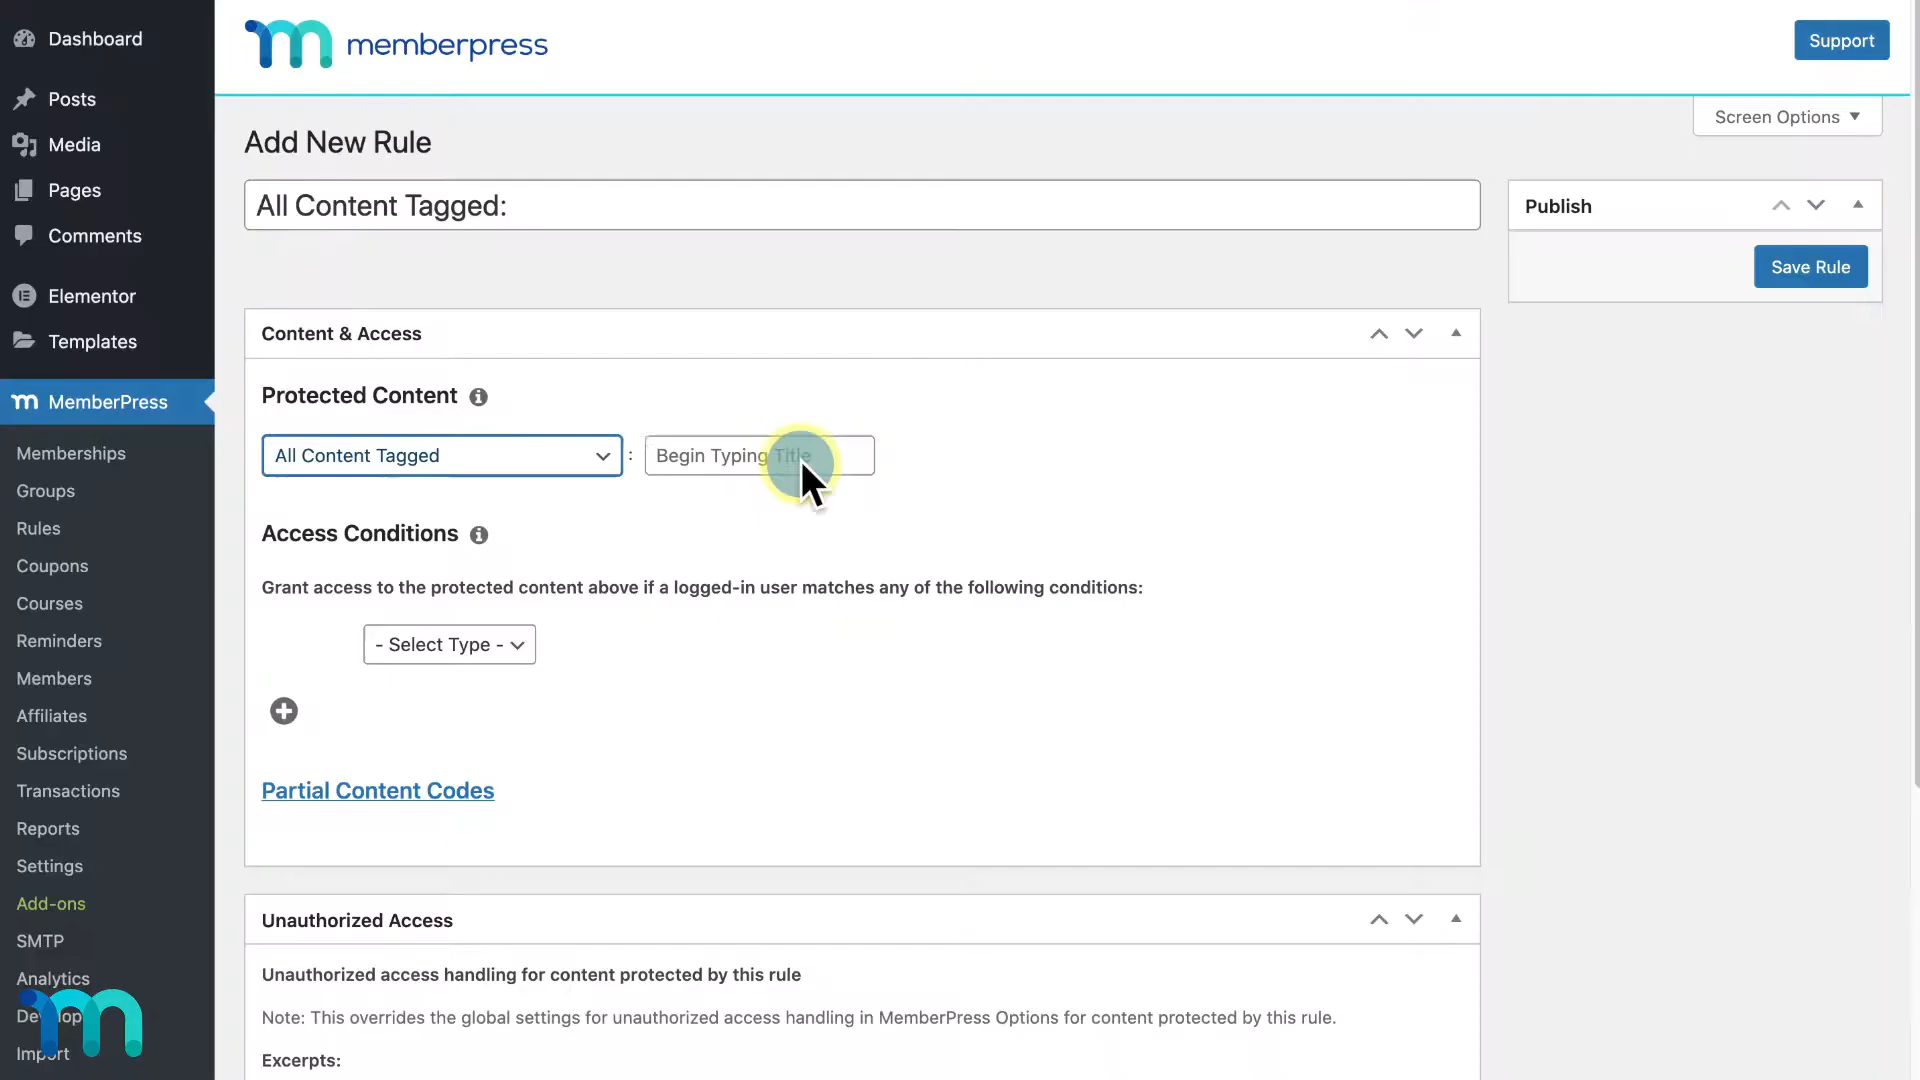 Dashboard
Posts
Media
Pages
Comments
Elementor
Templates
MemberPress
Memberships
Groups
Rules
Coupons
Courses
Reminders
Members
Affiliates
Subscriptions
Transactions
Reports
Settings
Add-ons
SMTP
Analytics
Import
memberpress
Support
Screen Options
Add New Rule
All Content Tagged:
Publish
Save Rule
Content & Access
Protected Content
All Content Tagged : Begin Typing Title
Access Conditions
Grant access to the protected content above if a logged-in user matches any of the following conditions:
- Select Type -
Partial Content Codes
Unauthorized Access
Unauthorized access handling for content protected by this rule
Note: This overrides the global settings for unauthorized access handling in MemberPress Options for content protected by this rule.
Excerpts: